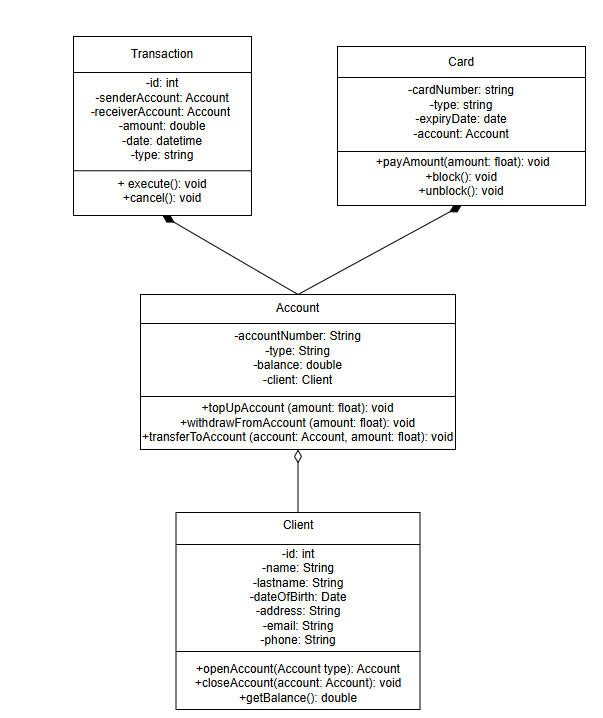 Transaction
-id: int
-senderAccount: Account
-receiverAccount: Account
-amount: double
-date: datetime
-type: string
+ execute(): void
+cancel(): void
Card
-cardNumber: string
-type: string
-expiryDate: date
-account: Account
+payAmount(amount: float): void
+block(): void
+unblock(): void
Account
-accountNumber: String
-type: String
-balance: double
-client: Client
+topUpAccount (amount: float): void
+withdrawFromAccount (amount: float): void
+transferToAccount (account: Account, amount: float): void
Client
-id: int
-name: String
-lastname: String
-dateOfBirth: Date
-address: String
-email: String
-phone: String
+openAccount(Account type): Account
+closeAccount(account: Account): void
+getBalance(): double